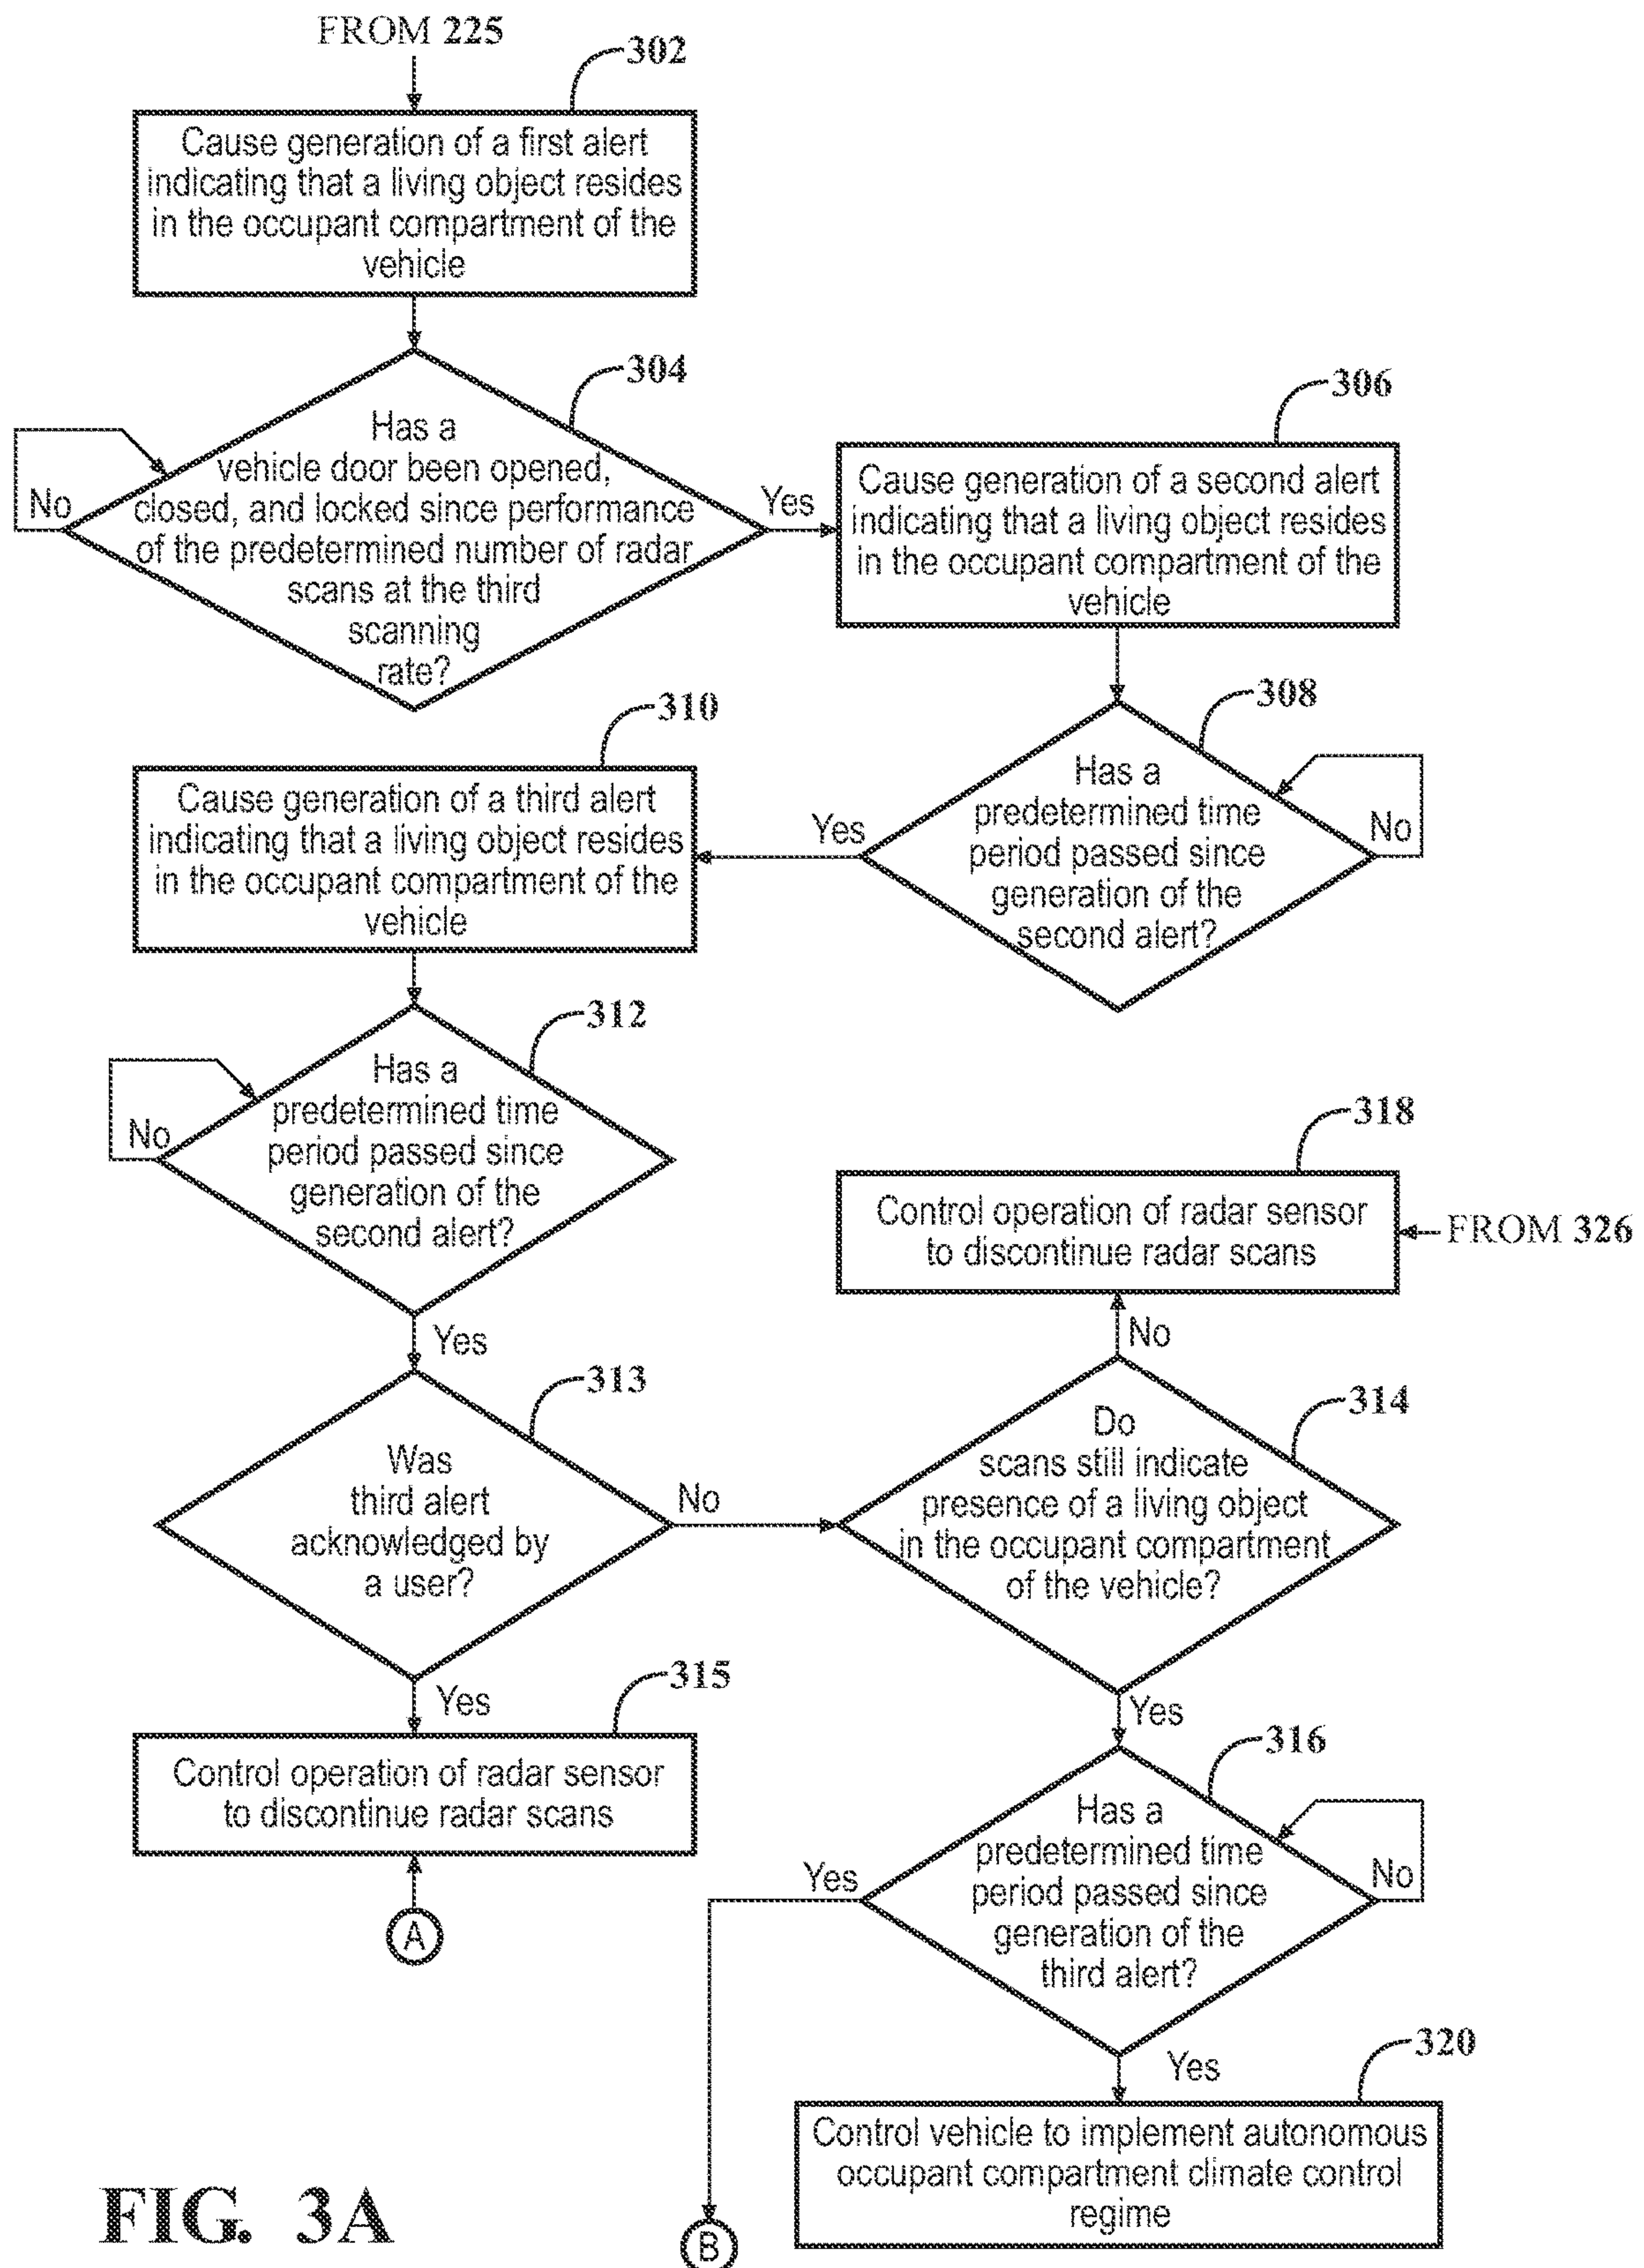 FROM 225
302
Cause generation of a first alert
indicating that a living object resides
in the occupant compartment of the
vehicle
304
Has a
vehicle door been opened,
closed, and locked since performance
of the predetermined number of radar
scans at the third
scanning
rate?
No
Yes
306
Cause generation of a second alert
indicating that a living object resides
in the occupant compartment of the
vehicle
308
Has a
predetermined time
period passed since
generation of the
second alert?
No
Yes
310
Cause generation of a third alert
indicating that a living object resides
in the occupant compartment of the
vehicle
312
Has a
predetermined time
period passed since
generation of the
second alert?
No
Yes
313
Was
third alert
acknowledged by
a user?
No
Yes
314
Do
scans still indicate
presence of a living object
in the occupant compartment
of the vehicle?
No
Yes
318
Control operation of radar sensor
to discontinue radar scans
FROM 326
315
Control operation of radar sensor
to discontinue radar scans
A
316
Has a
predetermined time
period passed since
generation of the
third alert?
No
Yes
Yes
320
Control vehicle to implement autonomous
occupant compartment climate control
regime
B
FIG. 3A